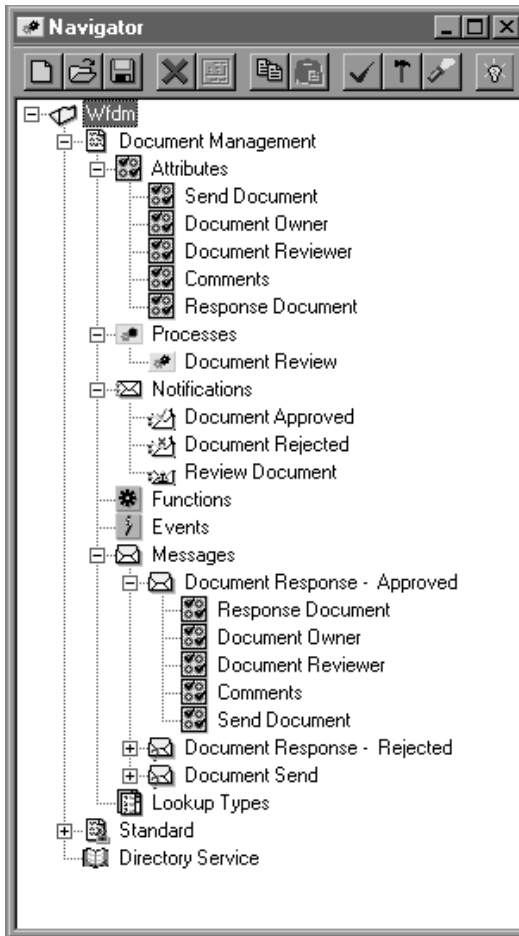 Navigator
Wfdm
Document Management
Attributes
Send Document
Document Owner
Document Reviewer
Comments
Response Document
Processes
Document Review
Notifications
Document Approved
Document Rejected
Review Document
Functions
Events
Messages
Document Response - Approved
Response Document
Document Owner
Document Reviewer
Comments
Send Document
Document Response - Rejected
Document Send
Lookup Types
Standard
Directory Service